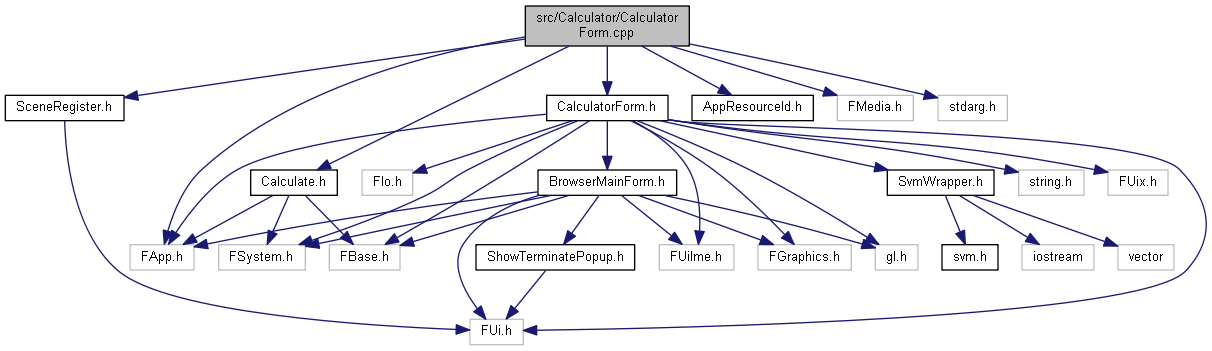 src/Calculator/Calculator
Form.cpp
SceneRegister.h
CalculatorForm.h
AppResourceId.h
FMedia.h
stdarg.h
Calculate.h
FIo.h
BrowserMainForm.h
SvmWrapper.h
string.h
FUix.h
FApp.h
FSystem.h
FBase.h
ShowTerminatePopup.h
FUiIme.h
FGraphics.h
gl.h
svm.h
iostream
vector
FUi.h